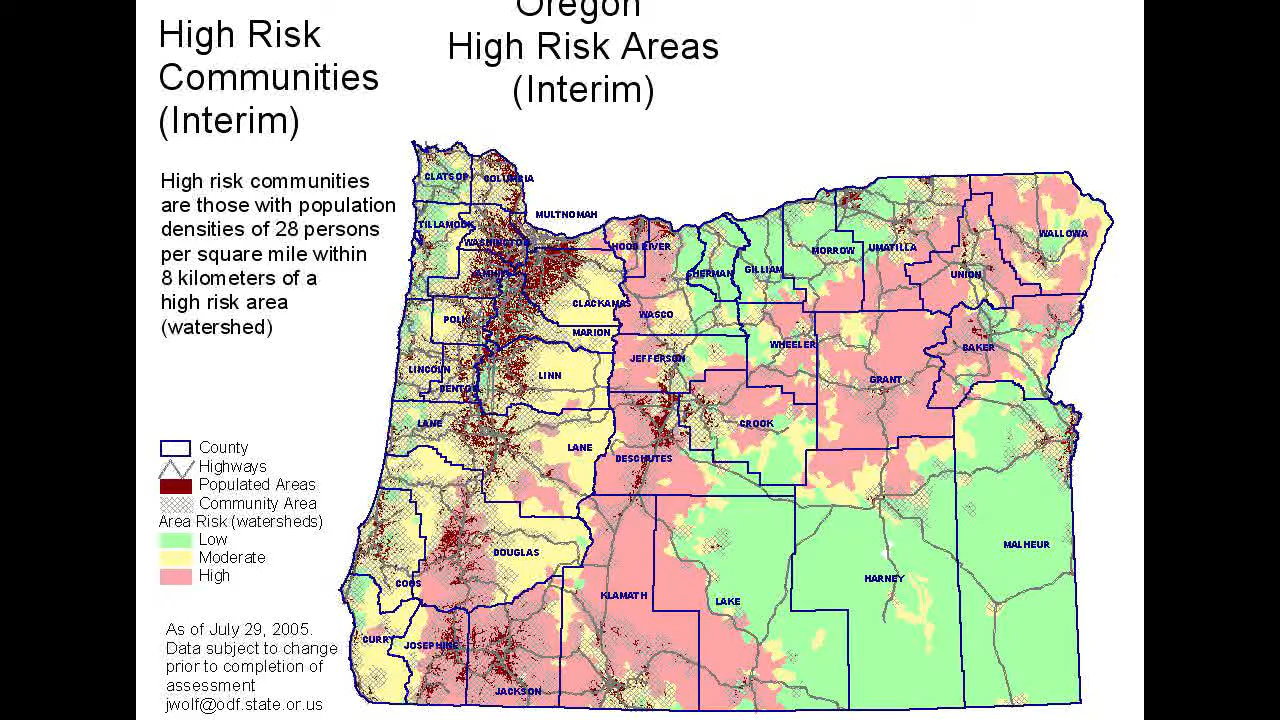 High Risk
Communities
(Interim)
Oregon
High Risk Areas
(Interim)
High risk communities
are those with population
densities of 28 persons
per square mile within
8 kilometers of a
high risk area
(watershed)
County
Highways
Populated Areas
Community Area
Area Risk (watersheds)
Low
Moderate
High
As of July 29, 2005.
Data subject to change
prior to completion of
assessment
jwolf@odf.state.or.us
CLATSOP
COLUMBIA
MULTNOMAH
TILLAMOOK
WASHINGTON
HOOD RIVER
WALLOWA
UMATILLA
MORROW
GILLIAM
SHERMAN
UNION
CLACKAMAS
WASCO
POLK
MARION
WHEELER
BAKER
JEFFERSON
LINCOLN
LINN
GRANT
BENTON
LANE
CROOK
LANE
DESCHUTES
DOUGLAS
MALHEUR
COOS
HARNEY
KLAMATH
LAKE
CURRY
JOSEPHINE
JACKSON